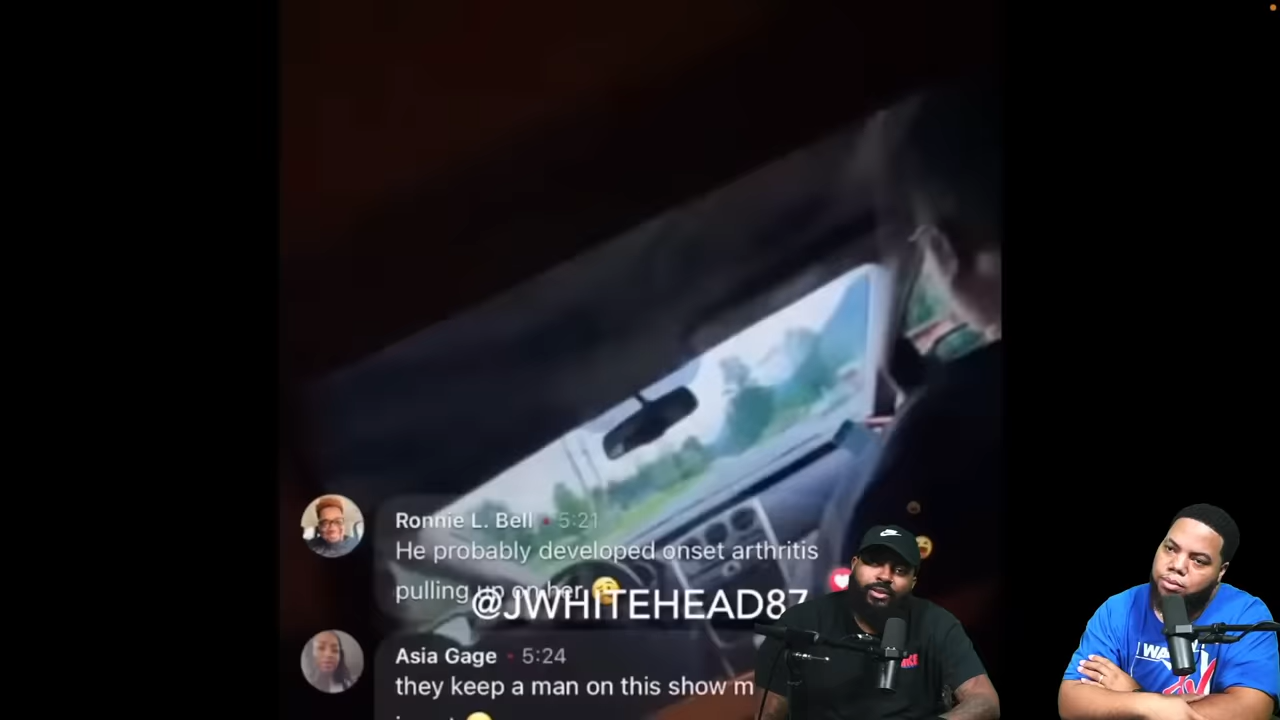 Ronnie L. Bell • 5:21
He probably developed onset arthritis
pulling up on her 🤨
@JWHITEHEAD87
Asia Gage • 5:24
they keep a man on this show m